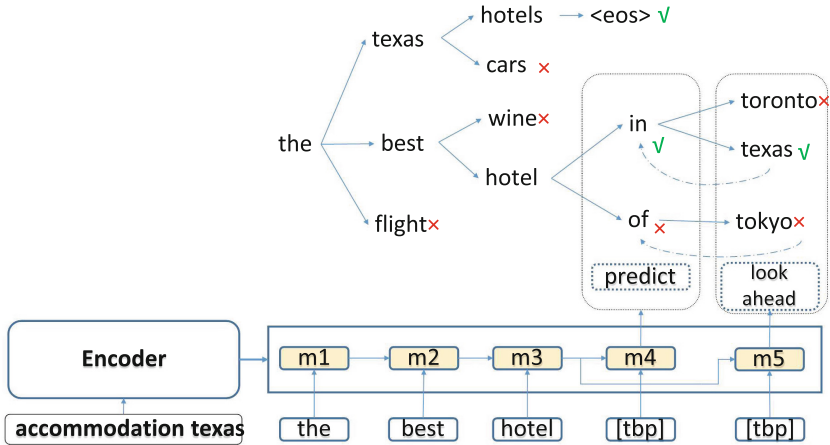 hotels <eos> √
texas
cars ×
toronto×
wine×
in √
the best
texas √
hotel
flight×
of × tokyo×
predict
look
ahead
Encoder
m1 m2 m3 m4 m5
accommodation texas the best hotel [tbp] [tbp]